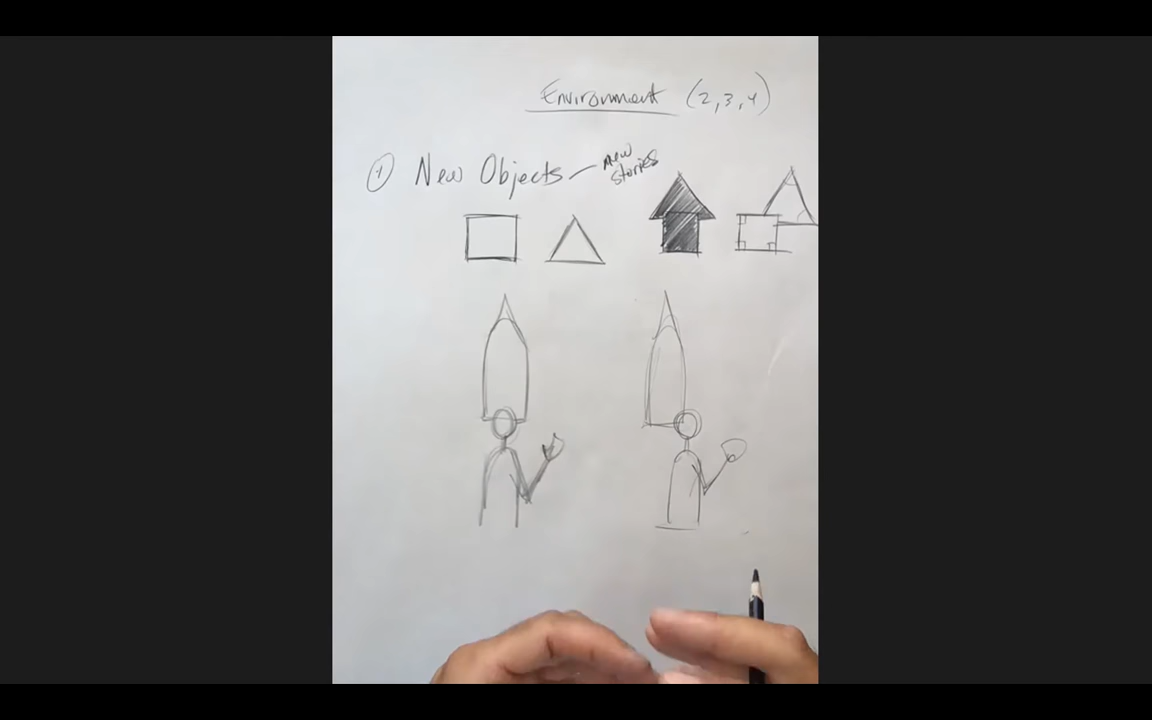 Environment (2,3,4)
① New Objects — new
stories